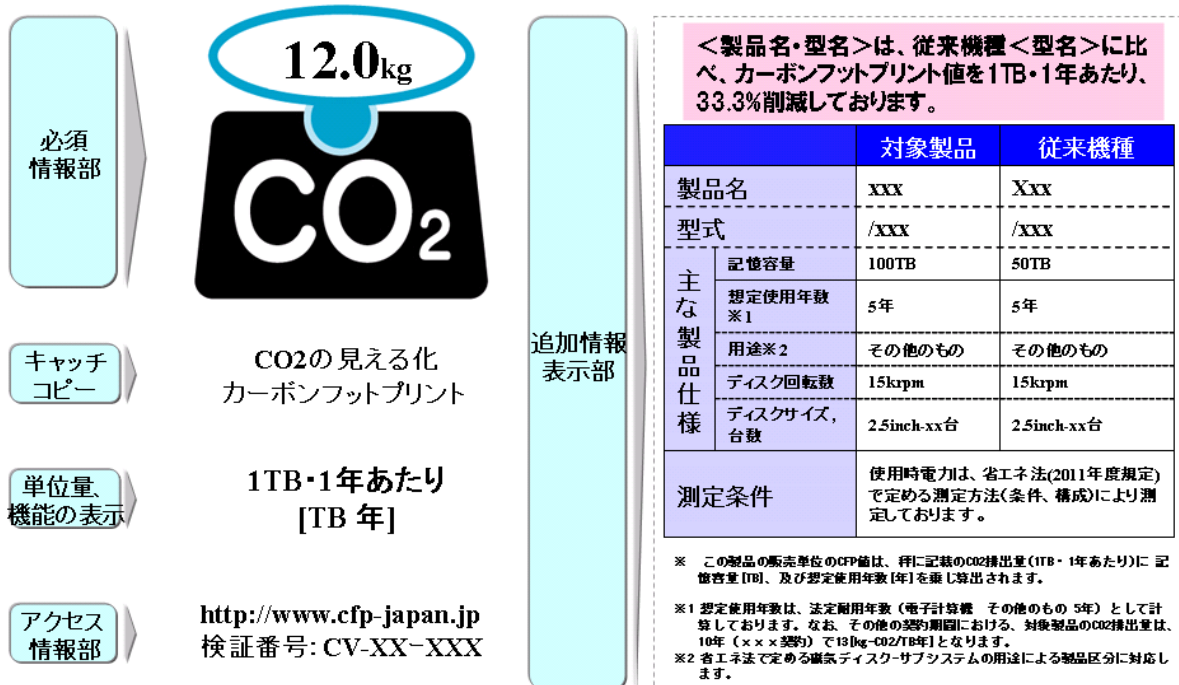 必須
情報部
12.0kg
CO2
キャッチ
コピー
CO2の見える化
カーボンフットプリント
単位量、
機能の表示
1TB・1年あたり
[TB 年]
アクセス
情報部
http://www.cfp-japan.jp
検証番号: CV-XX-XXX
追加情報
表示部
<製品名・型名>は、従来機種<型名>に比
べ、カーボンフットプリント値を1TB・1年あたり、
33.3%削減しております。
対象製品 従来機種
製品名 xxx Xxx
型式 /xxx /xxx
主な製品仕様
記憶容量 100TB 50TB
想定使用年数
※1 5年 5年
用途※2 その他のもの その他のもの
ディスク回転数 15krpm 15krpm
ディスクサイズ,
台数 2.5inch-xx台 2.5inch-xx台
測定条件
使用時電力は、省エネ法(2011年度規定)
で定める測定方法(条件、構成)により測
定しております。
※ この製品の販売単位のCFP値は、秤に記載のCO2排出量(1TB・1年あたり)に 記
憶容量[TB]、及び想定使用年数[年]を乗じ算出されます。
※1 想定使用年数は、法定耐用年数（電子計算機 その他のもの 5年）として計
算しております。なお、その他の契約期間における、対象製品のCO2排出量は、
10年（ｘｘｘ契約）で13[kg-CO2/TB年]となります。
※2 省エネ法で定める磁気ディスク-サブシステムの用途による製品区分に対応し
ます。